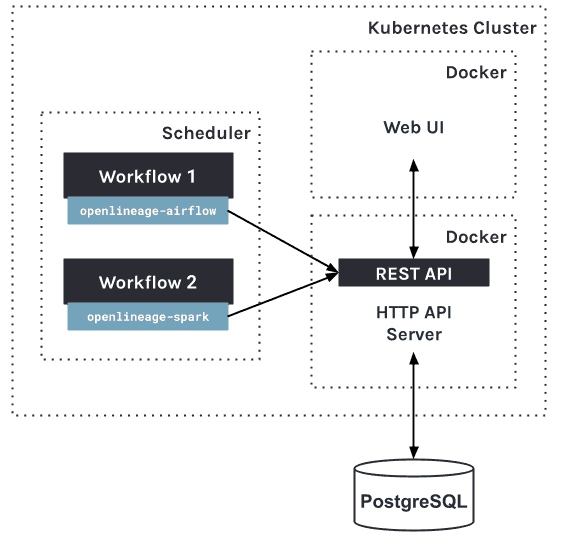 Kubernetes Cluster
Docker
Web UI
Scheduler
Workflow 1
openlineage-airflow
Workflow 2
openlineage-spark
Docker
REST API
HTTP API
Server
PostgreSQL